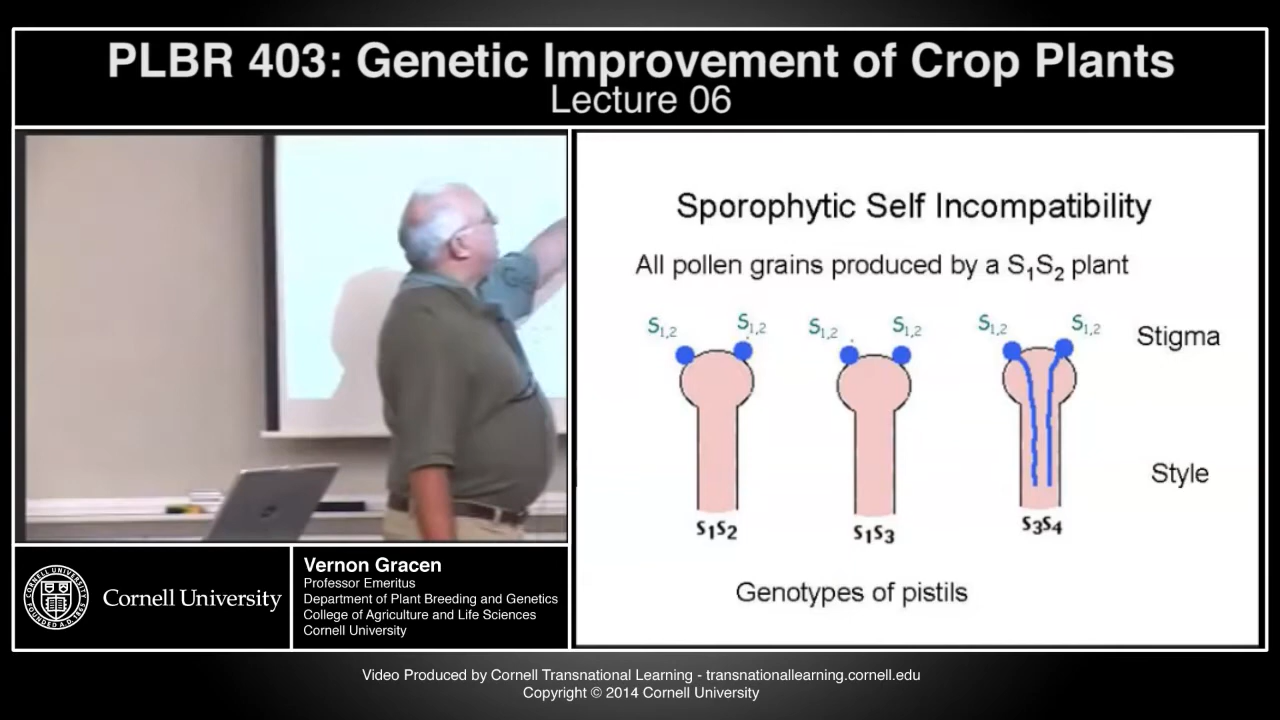 PLBR 403: Genetic Improvement of Crop Plants
Lecture 06
Sporophytic Self Incompatibility
All pollen grains produced by a S₁S₂ plant
S₁,₂ S₁,₂ S₁,₂ S₁,₂ S₁,₂ S₁,₂
Stigma
Style
S₁S₂ S₁S₃ S₃S₄
Genotypes of pistils
Cornell University
Vernon Gracen
Professor Emeritus
Department of Plant Breeding and Genetics
College of Agriculture and Life Sciences
Cornell University
Video Produced by Cornell Transnational Learning - transnationallearning.cornell.edu
Copyright © 2014 Cornell University